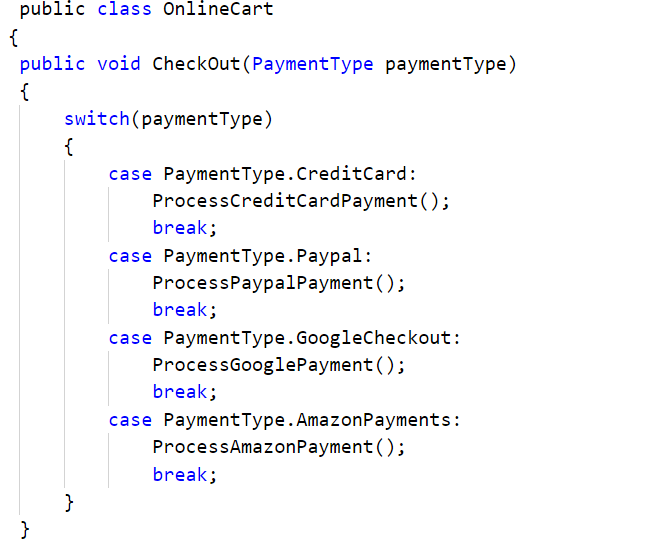 public class OnlineCart
{
public void CheckOut(PaymentType paymentType)
{
switch(paymentType)
{
case PaymentType.CreditCard:
ProcessCreditCardPayment();
break;
case PaymentType.Paypal:
ProcessPaypalPayment();
break;
case PaymentType.GoogleCheckout:
ProcessGooglePayment();
break;
case PaymentType.AmazonPayments:
ProcessAmazonPayment();
break;
}
}